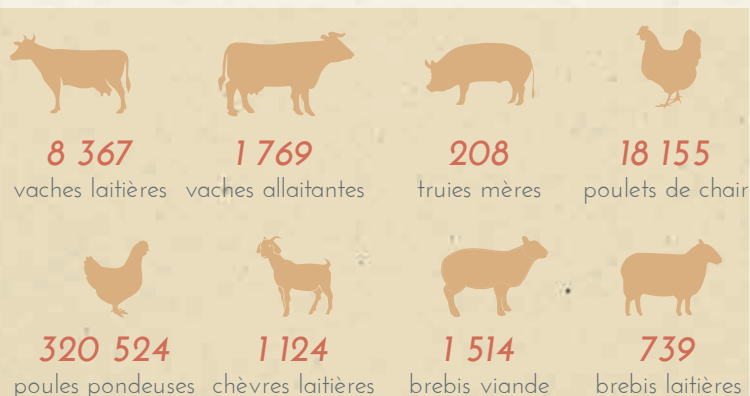 8 367 1 769 208 18 155
vaches laitières vaches allaitantes truies mères poulets de chair
320 524 1 124 1 514 739
poules pondeuses chèvres laitières brebis viande brebis laitières